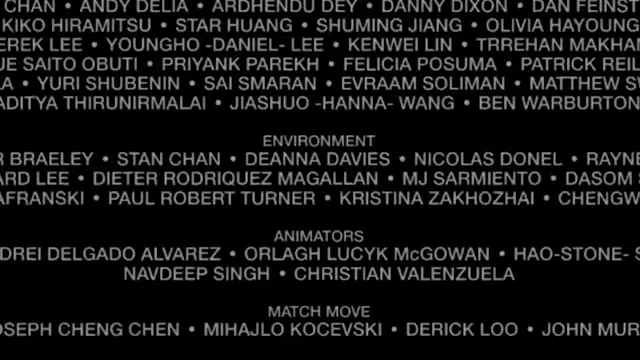 CHAN • ANDY DELIA • ARDHENDU DEY • DANNY DIXON • DAN FEINST
KIKO HIRAMITSU • STAR HUANG • SHUMING JIANG • OLIVIA HAYOUNG
EREK LEE • YOUNGHO -DANIEL- LEE • KENWEI LIN • TRREHAN MAKHA
UE SAITO OBUTI • PRIYANK PAREKH • FELICIA POSUMA • PATRICK REIL
LA • YURI SHUBENIN • SAI SMARAN • EVRAAM SOLIMAN • MATTHEW S
ADITYA THIRUNIRMALAI • JIASHUO -HANNA- WANG • BEN WARBURTON
ENVIRONMENT
R BRAELEY • STAN CHAN • DEANNA DAVIES • NICOLAS DONEL • RAYNE
ARD LEE • DIETER RODRIQUEZ MAGALLAN • MJ SARMIENTO • DASOM
AFRANSKI • PAUL ROBERT TURNER • KRISTINA ZAKHOZHAI • CHENGW
ANIMATORS
DREI DELGADO ALVAREZ • ORLAGH LUCYK McGOWAN • HAO-STONE- S
NAVDEEP SINGH • CHRISTIAN VALENZUELA
MATCH MOVE
OSEPH CHENG CHEN • MIHAJLO KOCEVSKI • DERICK LOO • JOHN MUR